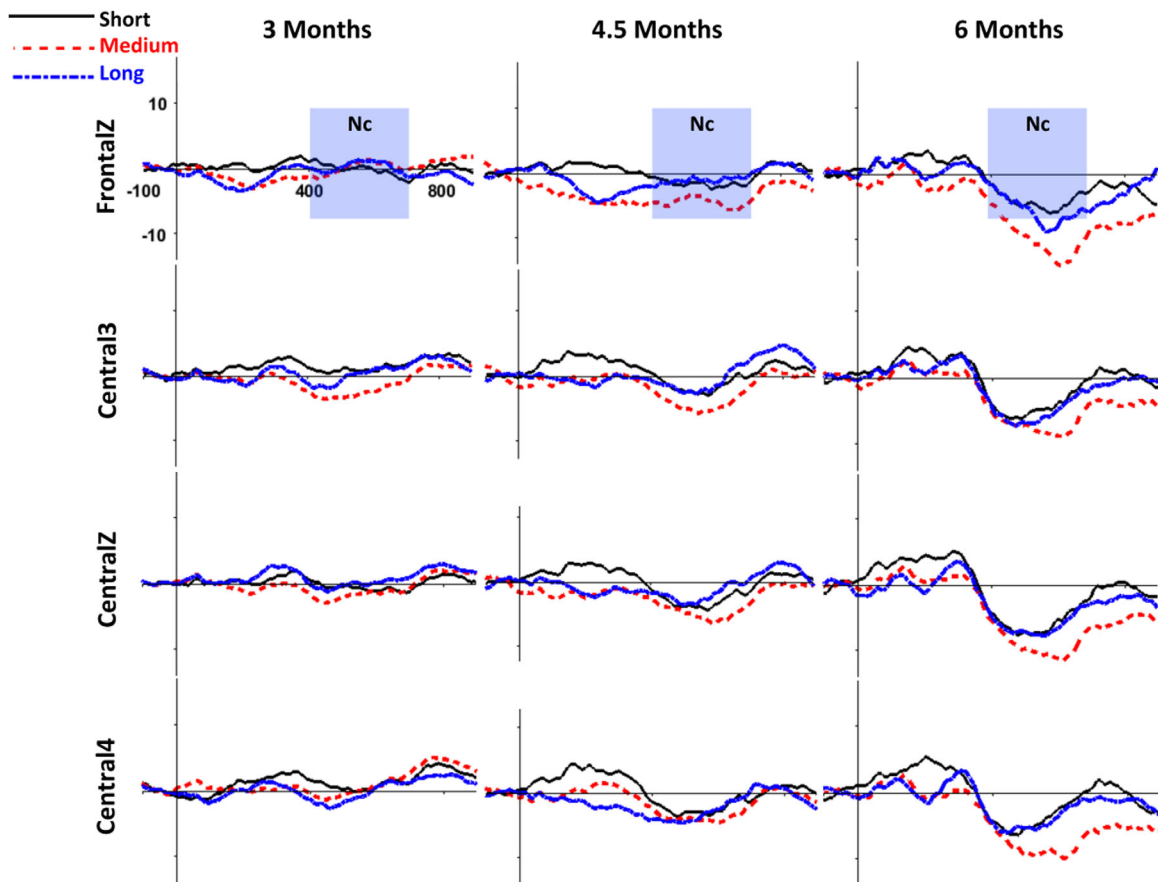 Short
Medium
Long
3 Months
4.5 Months
6 Months
FrontalZ
10
-100
400
800
-10
Nc
Nc
Nc
Central3
CentralZ
Central4